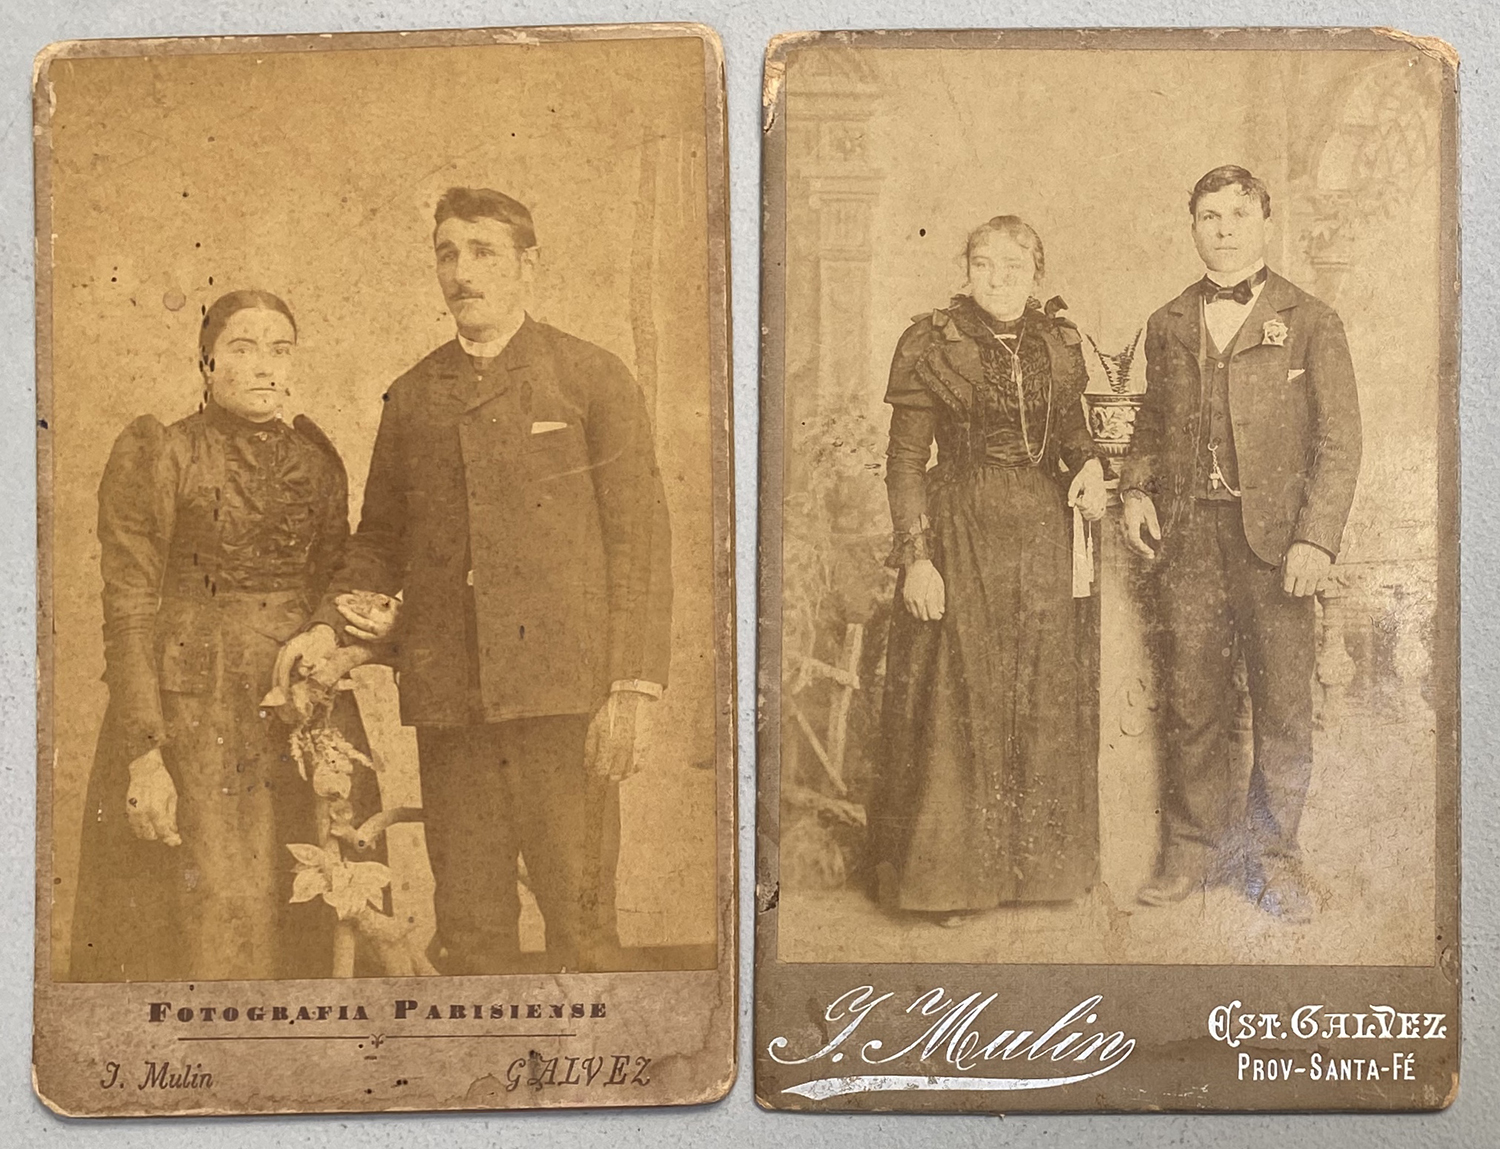 FOTOGRAFIA PARISIENSE
J. Mulin
GALVEZ
J. Mulin
EST. GALVEZ
PROV-SANTA-FÉ